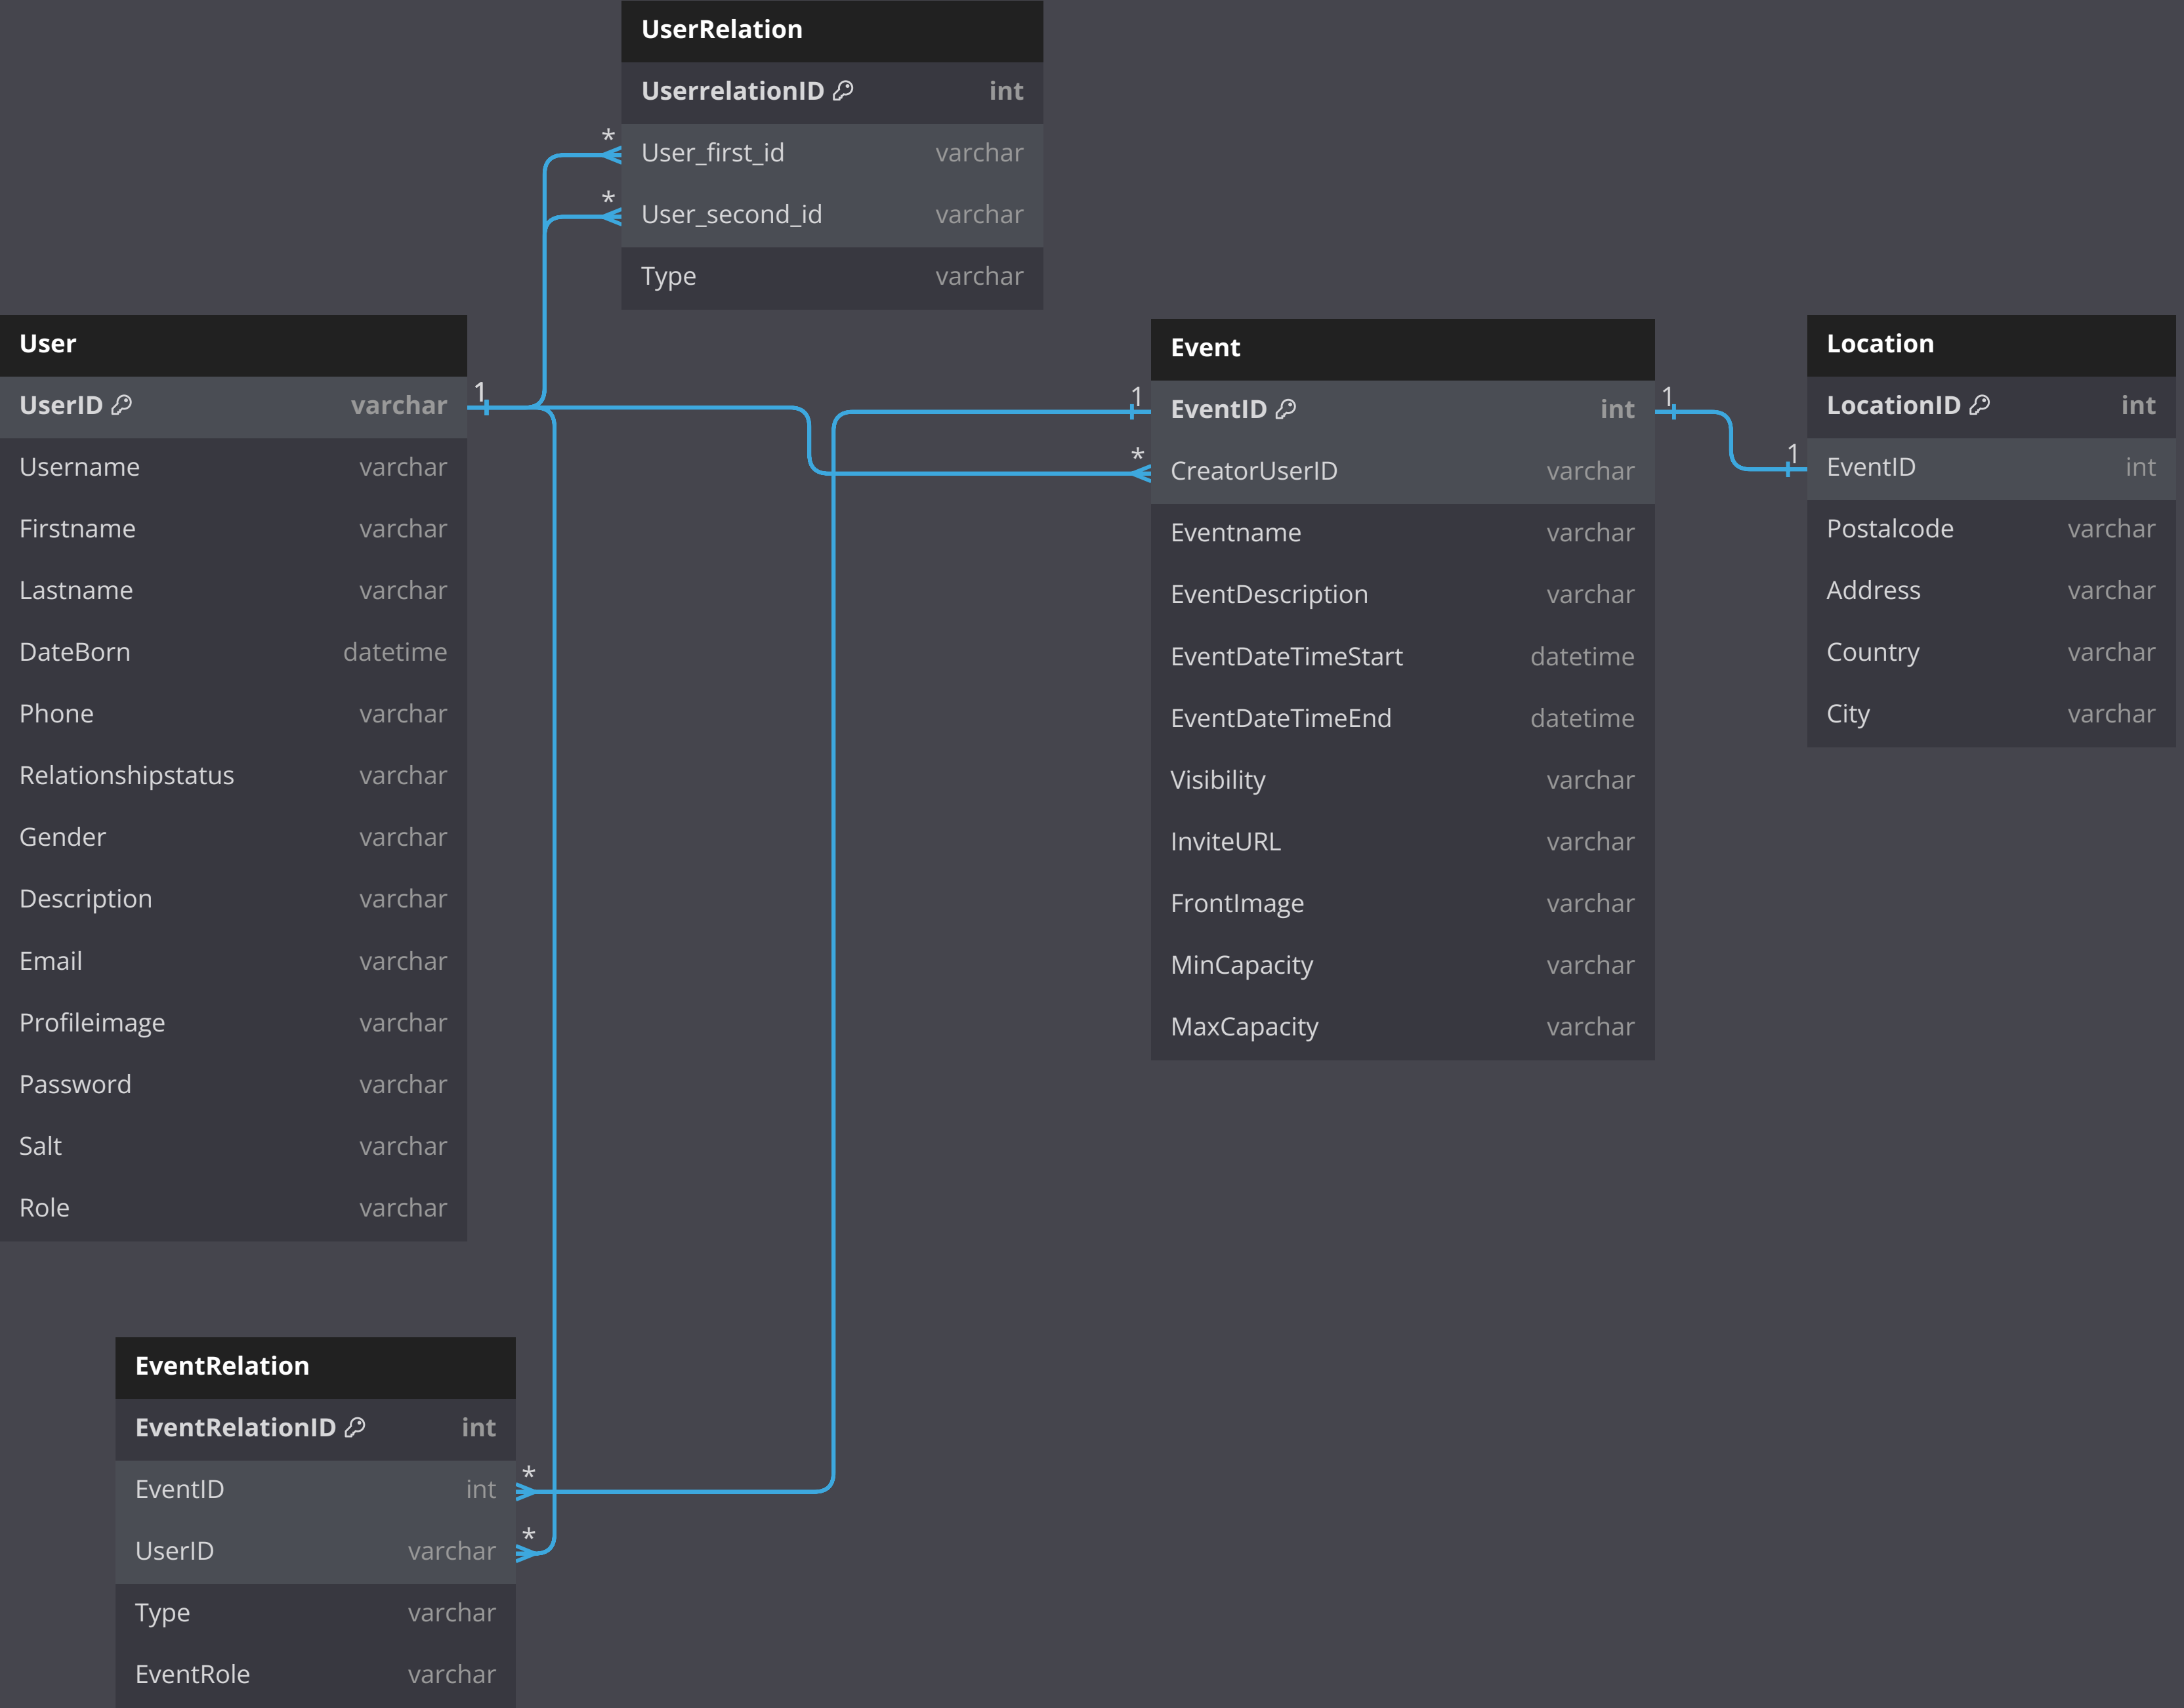 UserRelation
UserrelationID int
User_first_id varchar
User_second_id varchar
Type varchar
*
*
User
UserID varchar
Username varchar
Firstname varchar
Lastname varchar
DateBorn datetime
Phone varchar
Relationshipstatus varchar
Gender varchar
Description varchar
Email varchar
Profileimage varchar
Password varchar
Salt varchar
Role varchar
1
Event
EventID int
CreatorUserID varchar
Eventname varchar
EventDescription varchar
EventDateTimeStart datetime
EventDateTimeEnd datetime
Visibility varchar
InviteURL varchar
FrontImage varchar
MinCapacity varchar
MaxCapacity varchar
1
*
1
Location
LocationID int
EventID int
Postalcode varchar
Address varchar
Country varchar
City varchar
1
EventRelation
EventRelationID int
EventID int
UserID varchar
Type varchar
EventRole varchar
*
*